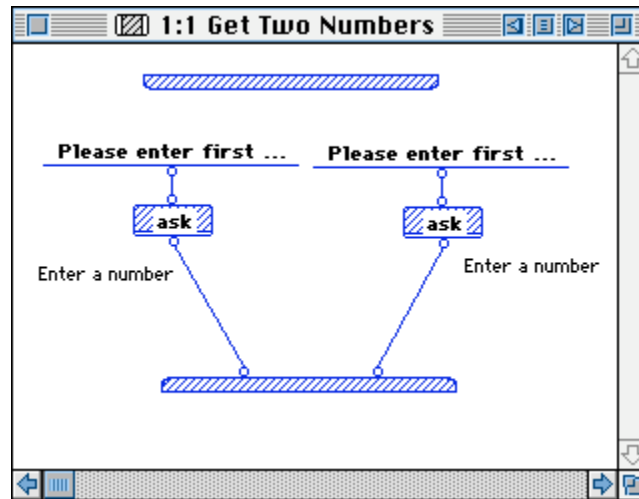 1:1 Get Two Numbers
Please enter first ...
Please enter first ...
ask
ask
Enter a number
Enter a number